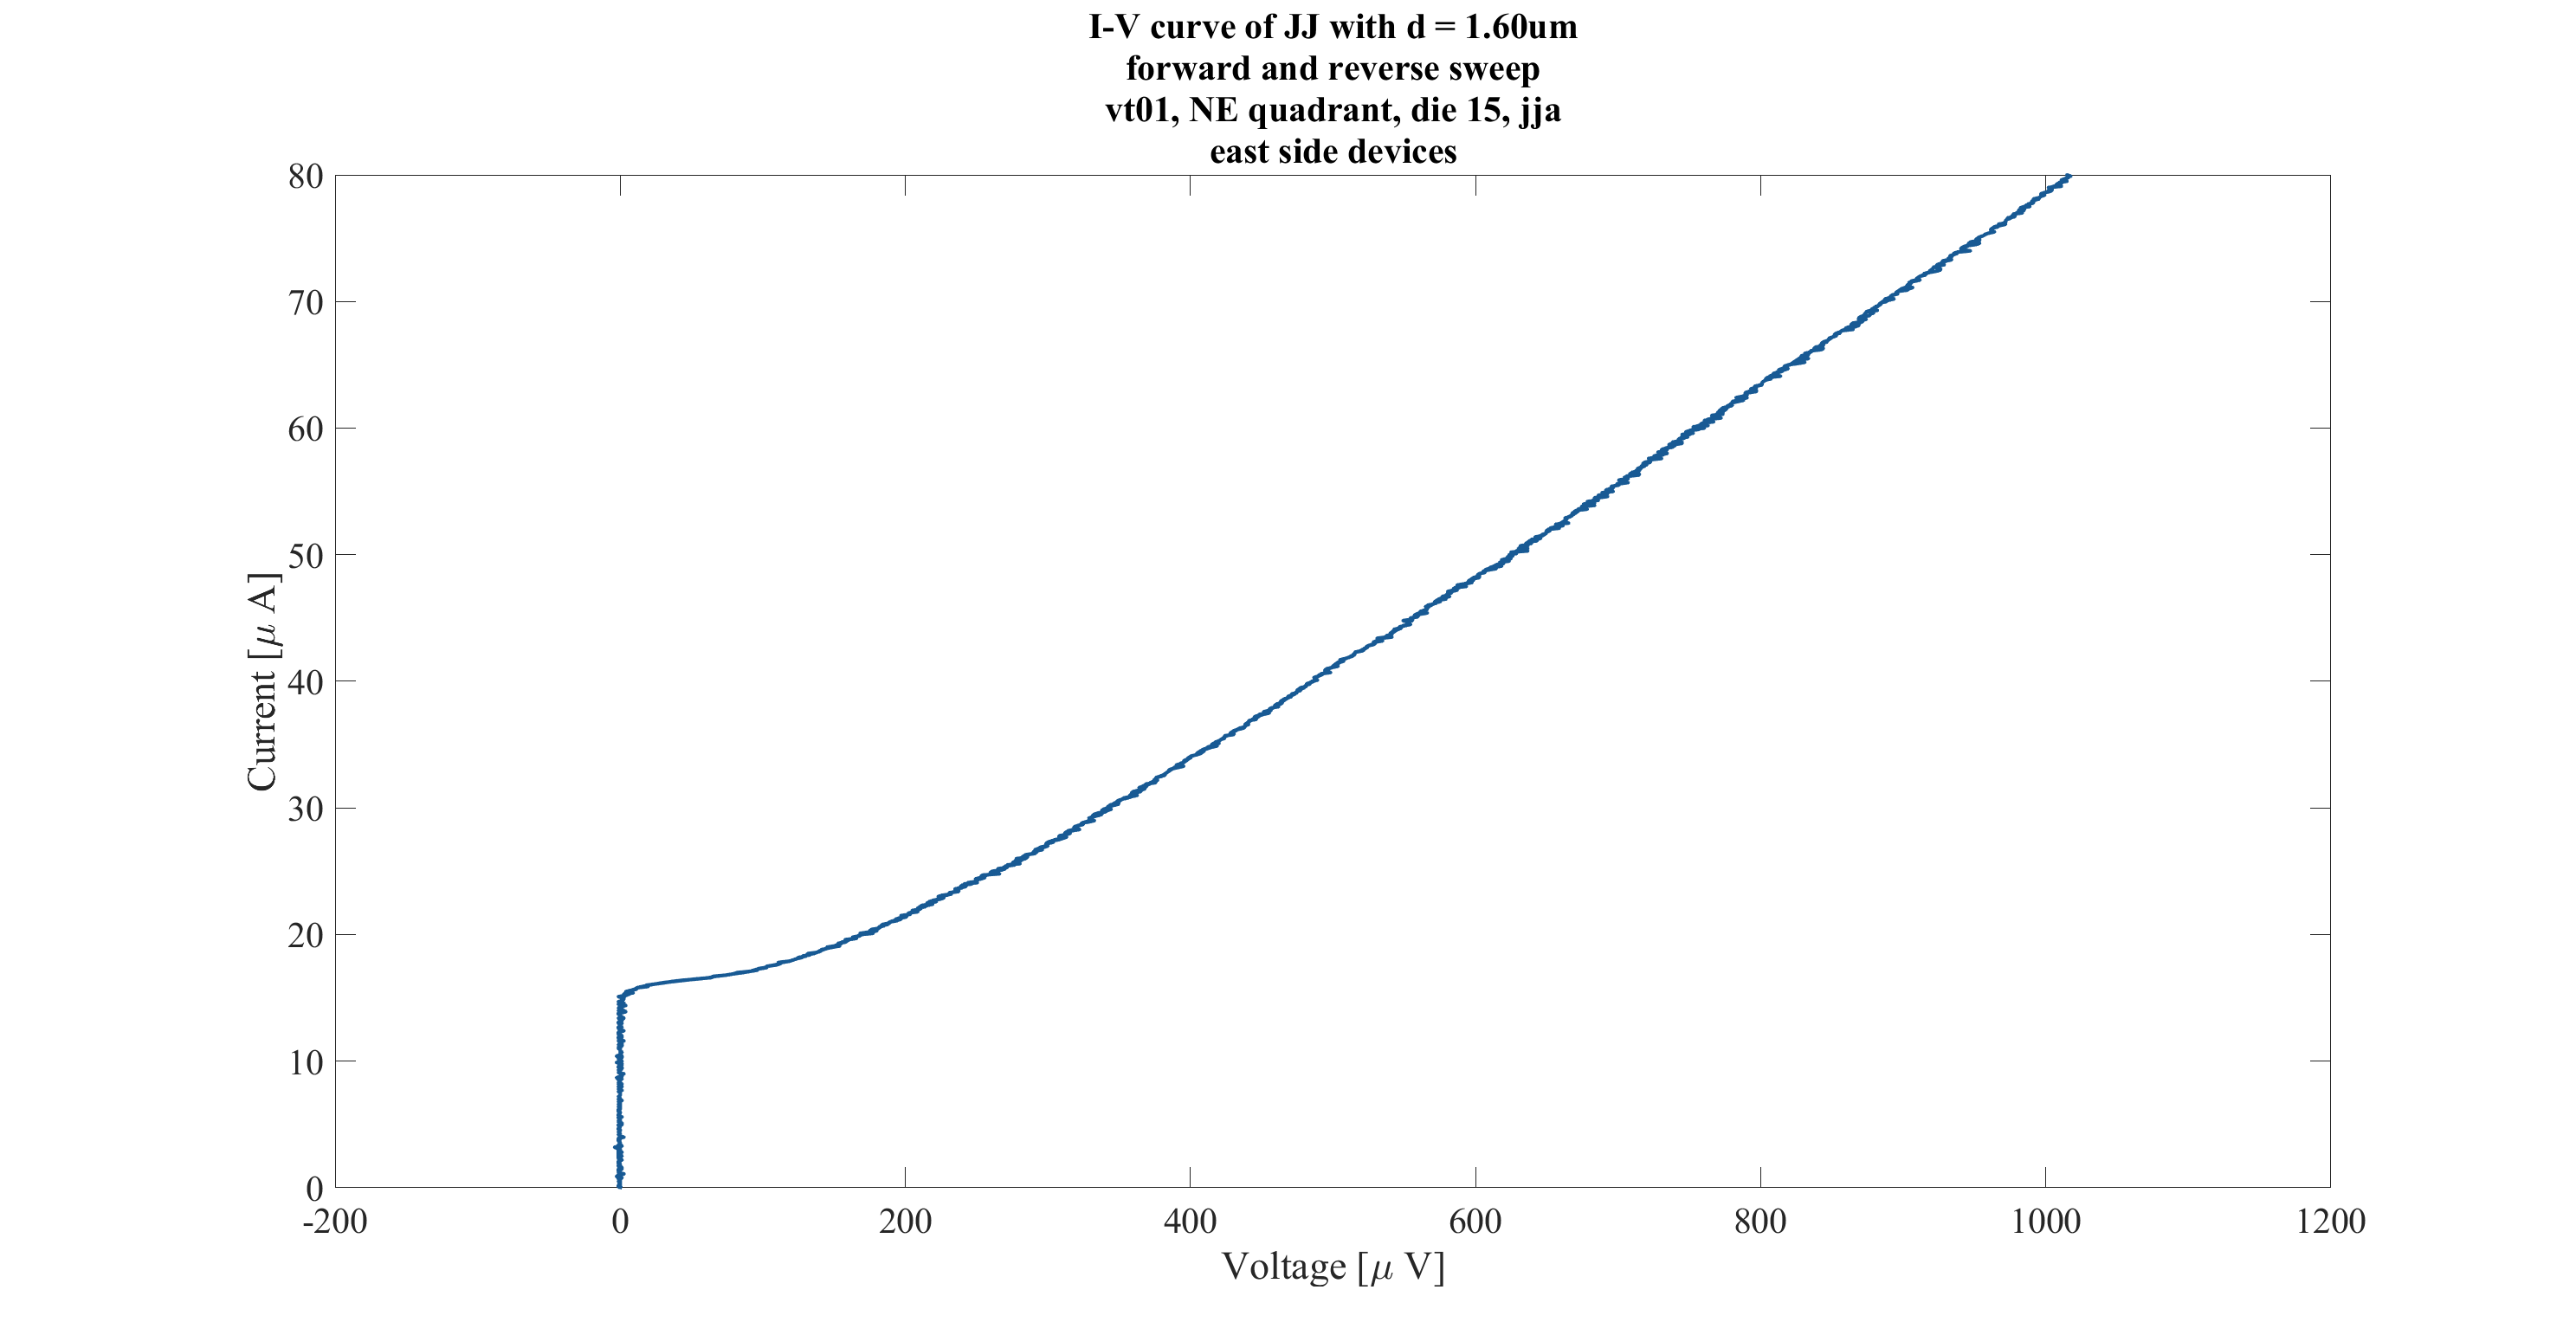 I-V curve of JJ with d = 1.60um
forward and reverse sweep
vt01, NE quadrant, die 15, jja
east side devices
80
70
60
50
40
30
20
10
0
Current [μ A]
-200
0
200
400
600
800
1000
1200
Voltage [μ V]